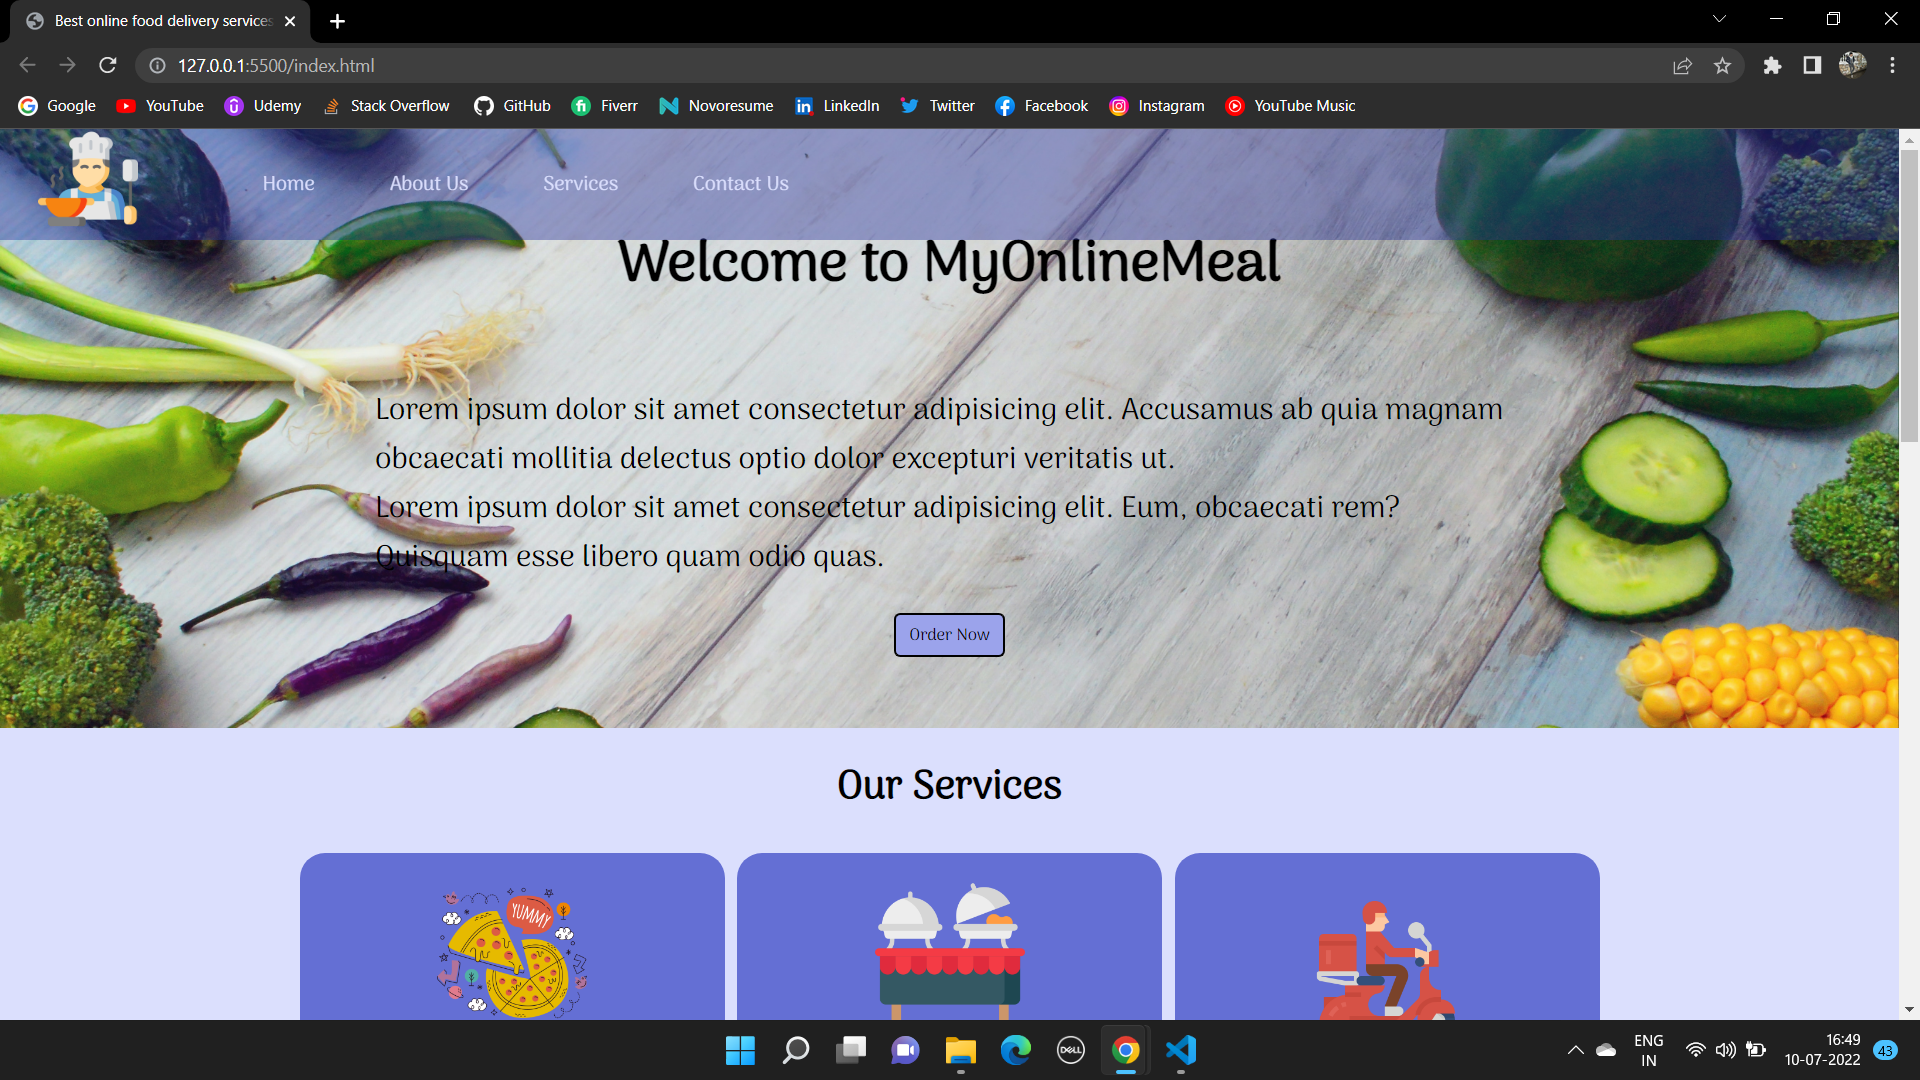 Best online food delivery services
127.0.0.1:5500/index.html
Google YouTube Udemy Stack Overflow GitHub Fiverr Novoresume LinkedIn Twitter Facebook Instagram YouTube Music
Home About Us Services Contact Us
Welcome to MyOnlineMeal
Lorem ipsum dolor sit amet consectetur adipisicing elit. Accusamus ab quia magnam
obcaecati mollitia delectus optio dolor excepturi veritatis ut.
Lorem ipsum dolor sit amet consectetur adipisicing elit. Eum, obcaecati rem?
Quisquam esse libero quam odio quas.
Order Now
Our Services
YUMMY
DELL
ENG
IN
16:49
10-07-2022
43